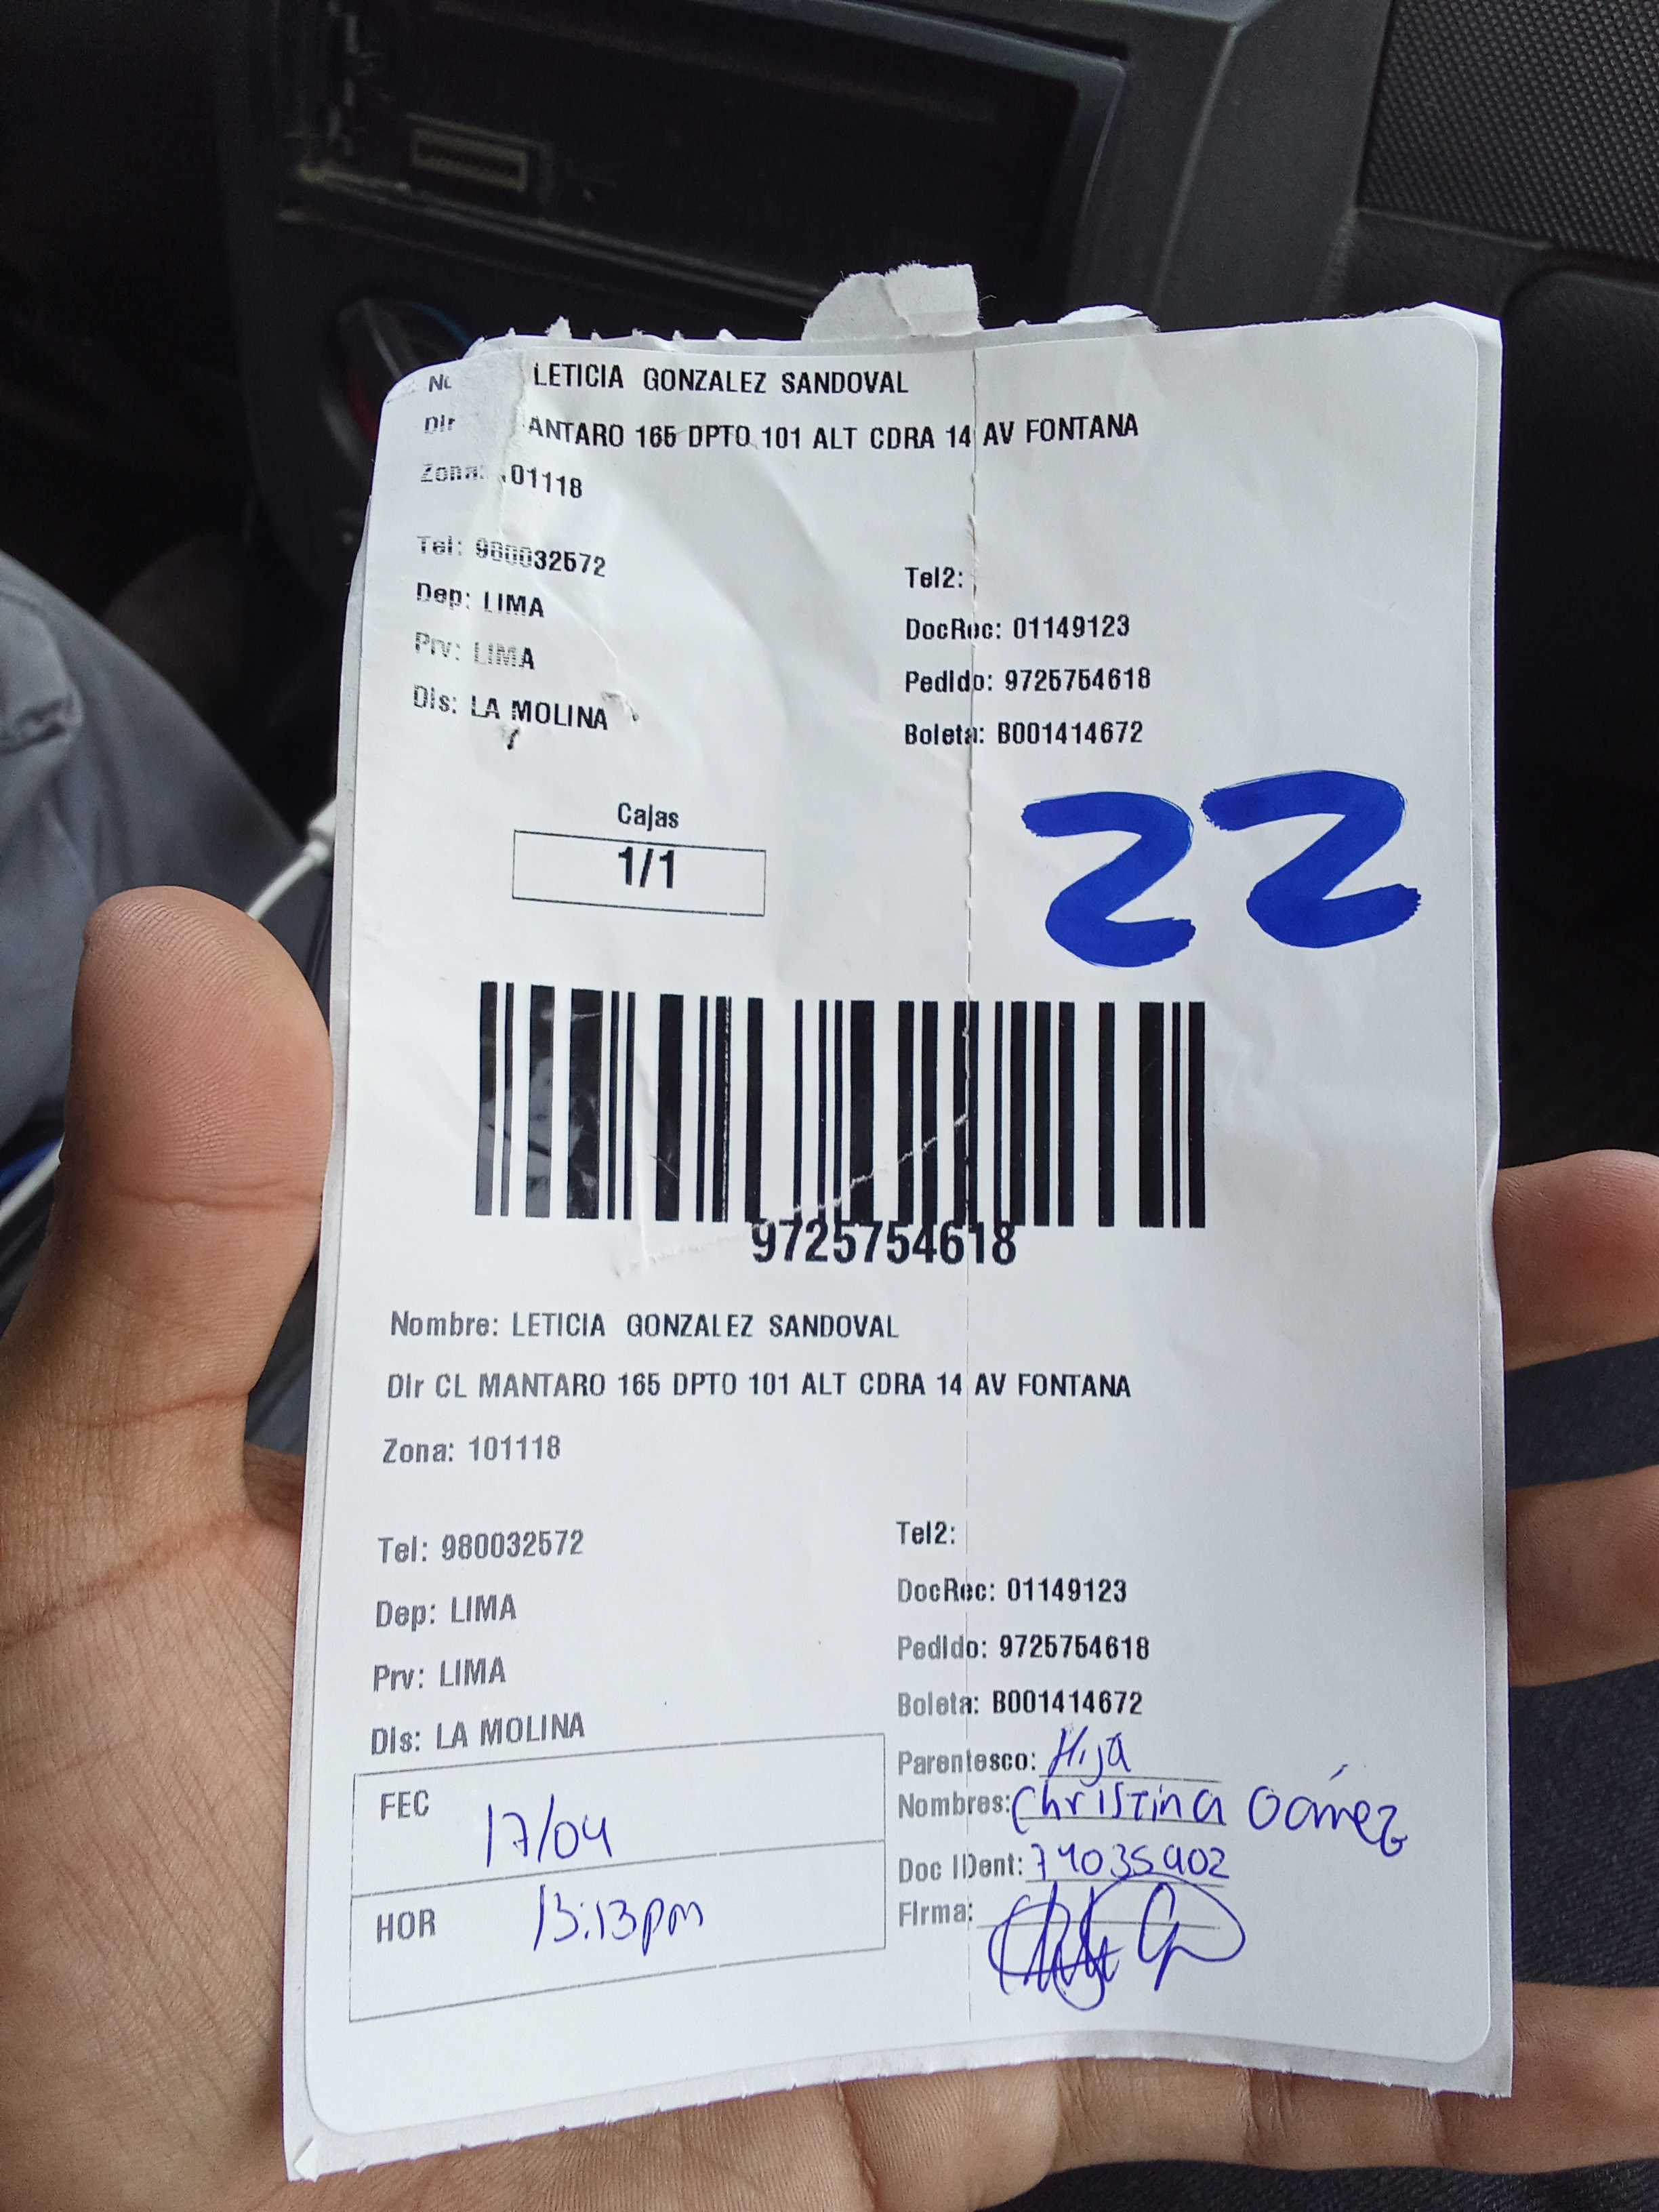 LETICIA GONZALEZ SANDOVAL
Dir ANTARO 165 DPTO 101 ALT CDRA 14 AV FONTANA
Zona: 101118
Tel: 980032572
Tel2:
Dep: LIMA
DocRec: 01149123
Prv: LIMA
Pedido: 9725754618
Dis: LA MOLINA
Boleta: B001414672
Cajas
1/1
22
9725754618
Nombre: LETICIA GONZALEZ SANDOVAL
Dir CL MANTARO 165 DPTO 101 ALT CDRA 14 AV FONTANA
Zona: 101118
Tel: 980032572
Tel2:
Dep: LIMA
DocRec: 01149123
Prv: LIMA
Pedido: 9725754618
Dis: LA MOLINA
Boleta: B001414672
Parentesco: Hija
FEC 17/04
Nombres: Christina
Doc IDent:
HOR 13:13pm
Firma: